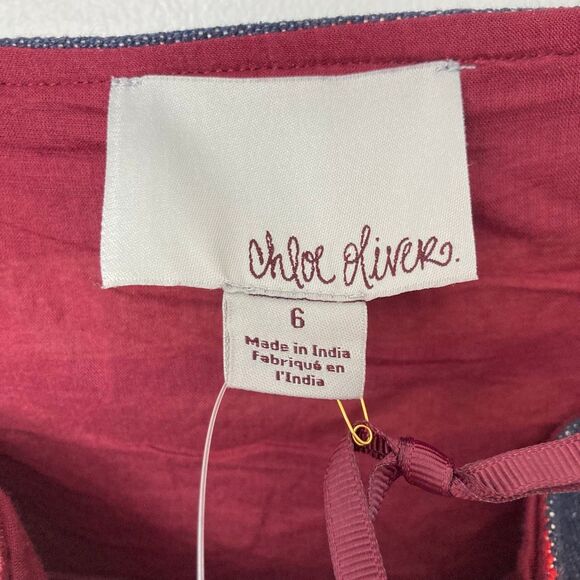 chloe oliver.
6
Made in India
Fabriqué en
l'India